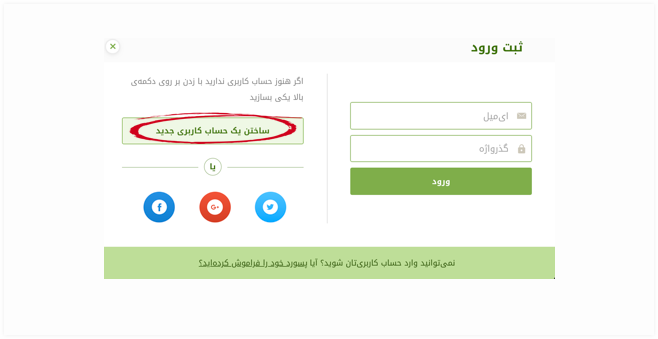 ثبت ورود
ای‌میل
گذرواژه
ورود
اگر هنوز حساب کاربری ندارید با زدن بر روی دکمه‌ی
بالا یکی بسازید
ساختن یک حساب کاربری جدید
یا
نمی‌توانید وارد حساب کاربری‌تان شوید؟ آیا پسورد خود را فراموش کرده‌اید؟